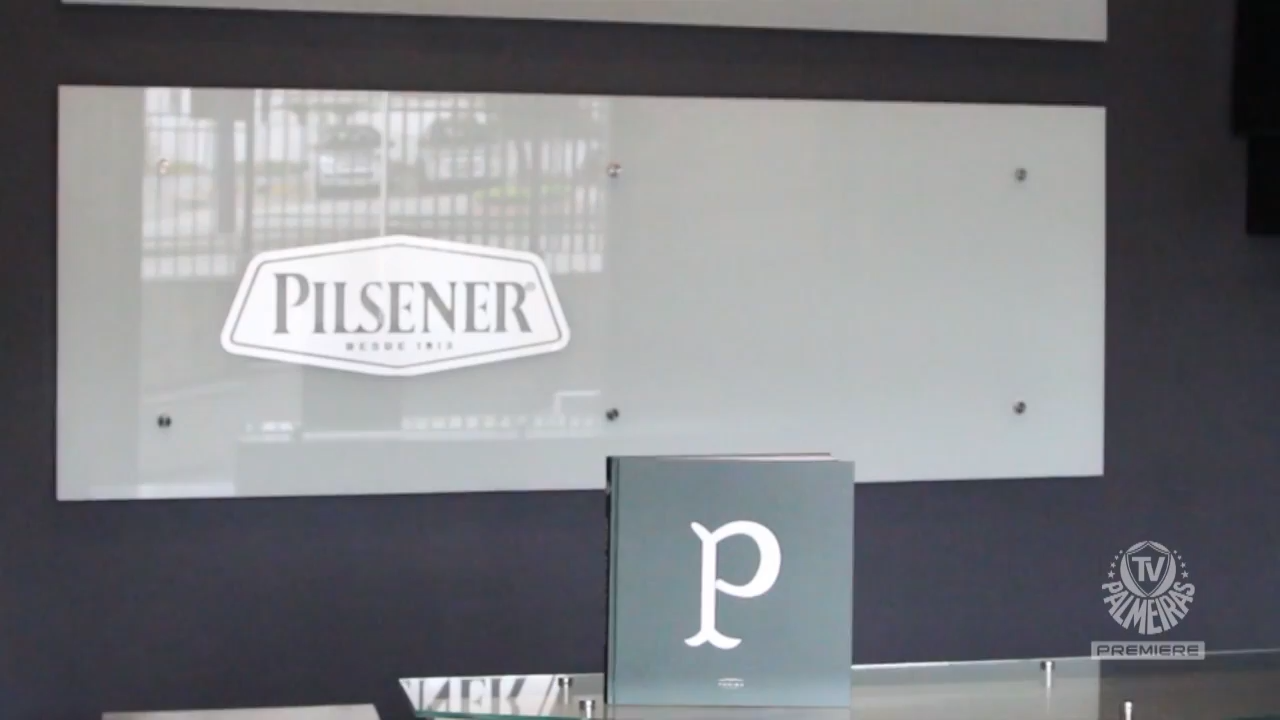 PILSENER®
DESDE 1913
P
TV
PALMEIRAS
PREMIERE